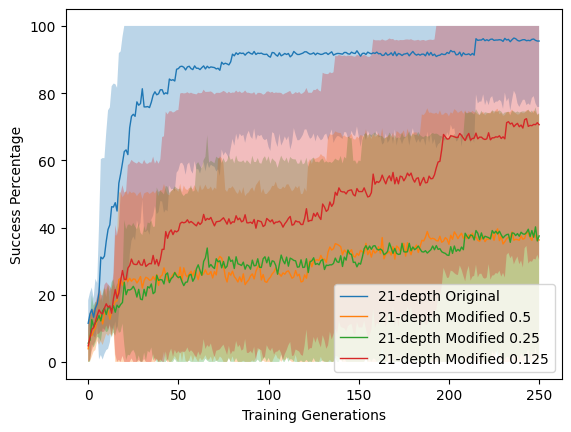 100
80
60
40
20
0
Success Percentage
0 50 100 150 200 250
Training Generations
21-depth Original
21-depth Modified 0.5
21-depth Modified 0.25
21-depth Modified 0.125